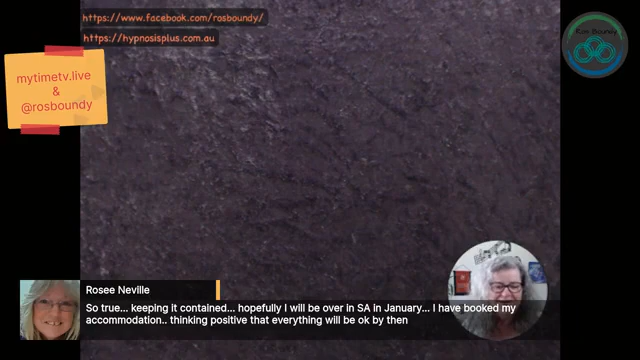 https://www.facebook.com/rosboundy/
https://hypnosisplus.com.au
Ros Boundy
mytimetv.live
&
@rosboundy
Rosee Neville
So true... keeping it contained... hopefully I will be over in SA in January... I have booked my
accommodation.. thinking positive that everything will be ok by then